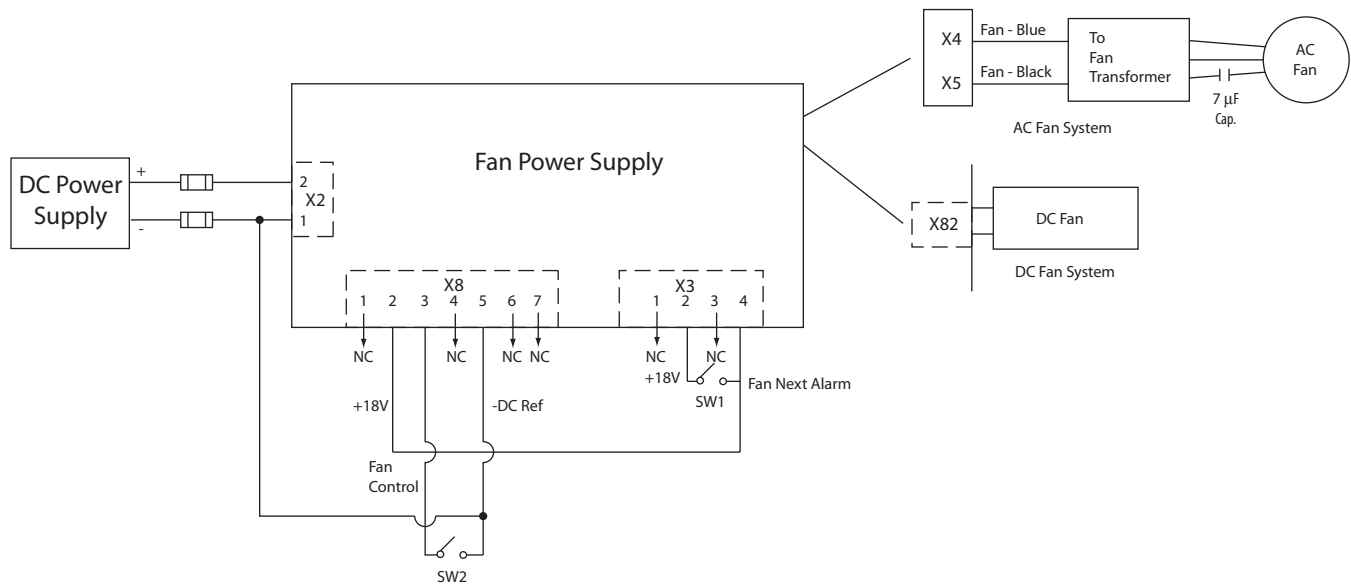 X4
Fan - Blue
To
Fan
Transformer
AC
Fan
X5
Fan - Black
7 µF
Cap.
AC Fan System
Fan Power Supply
DC Power
Supply
+
-
2
X2
1
X82
DC Fan
DC Fan System
X8
1 2 3 4 5 6 7
X3
1 2 3 4
NC
NC
NC
NC
NC
NC
+18V
SW1
Fan Next Alarm
+18V
-DC Ref
Fan
Control
SW2